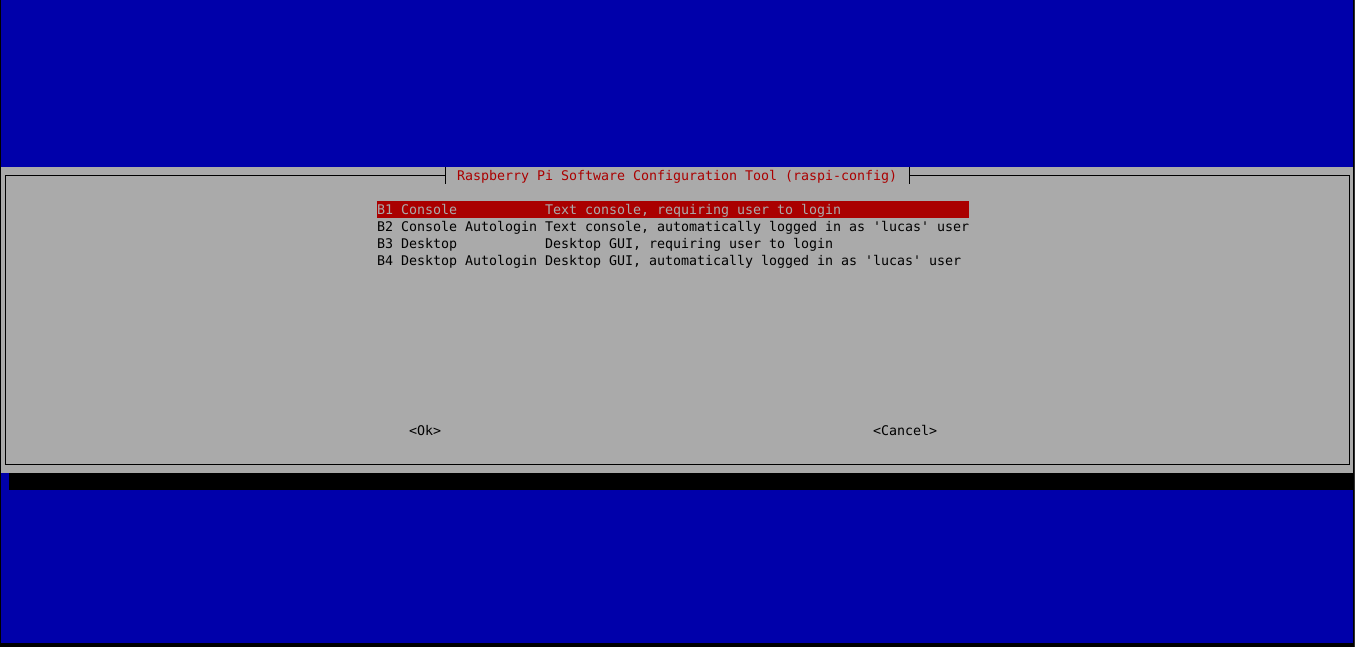 Raspberry Pi Software Configuration Tool (raspi-config)
B1 Console Text console, requiring user to login
B2 Console Autologin Text console, automatically logged in as 'lucas' user
B3 Desktop Desktop GUI, requiring user to login
B4 Desktop Autologin Desktop GUI, automatically logged in as 'lucas' user
<Ok> <Cancel>